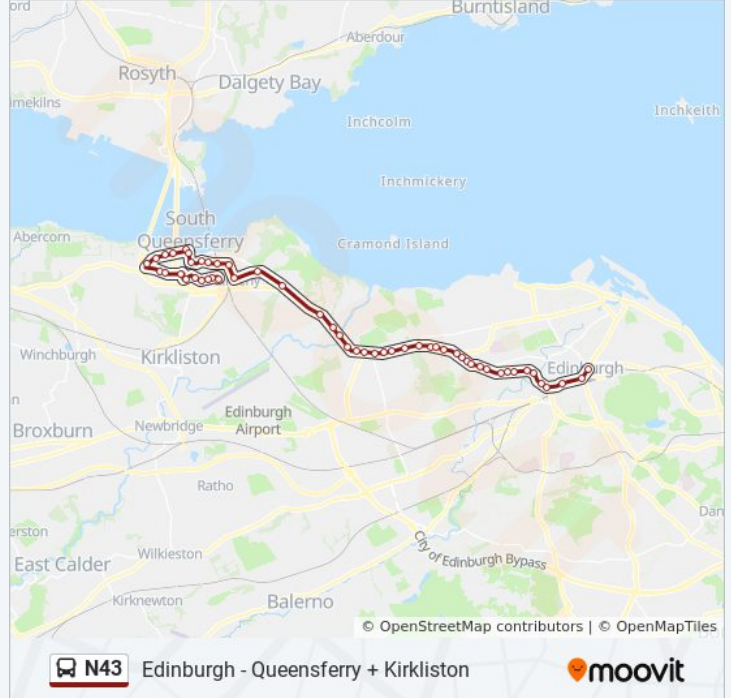 ord
Burntisland
Aberdour
Rosyth
Dalgety Bay
imekilns
Inchkeith
Inchcolm
Inchmickery
South
Queensferry
Abercorn
Cramond Island
Winchburgh
Kirkliston
Edinburgh
Edinburgh
Airport
Newbridge
Broxburn
Ratho
Dan
erston
Wilkieston
City of Edinburgh Bypass
East Calder
Kirknewton
Balerno
© OpenStreetMap contributors | © OpenMapTiles
N43 Edinburgh - Queensferry + Kirkliston
moovit